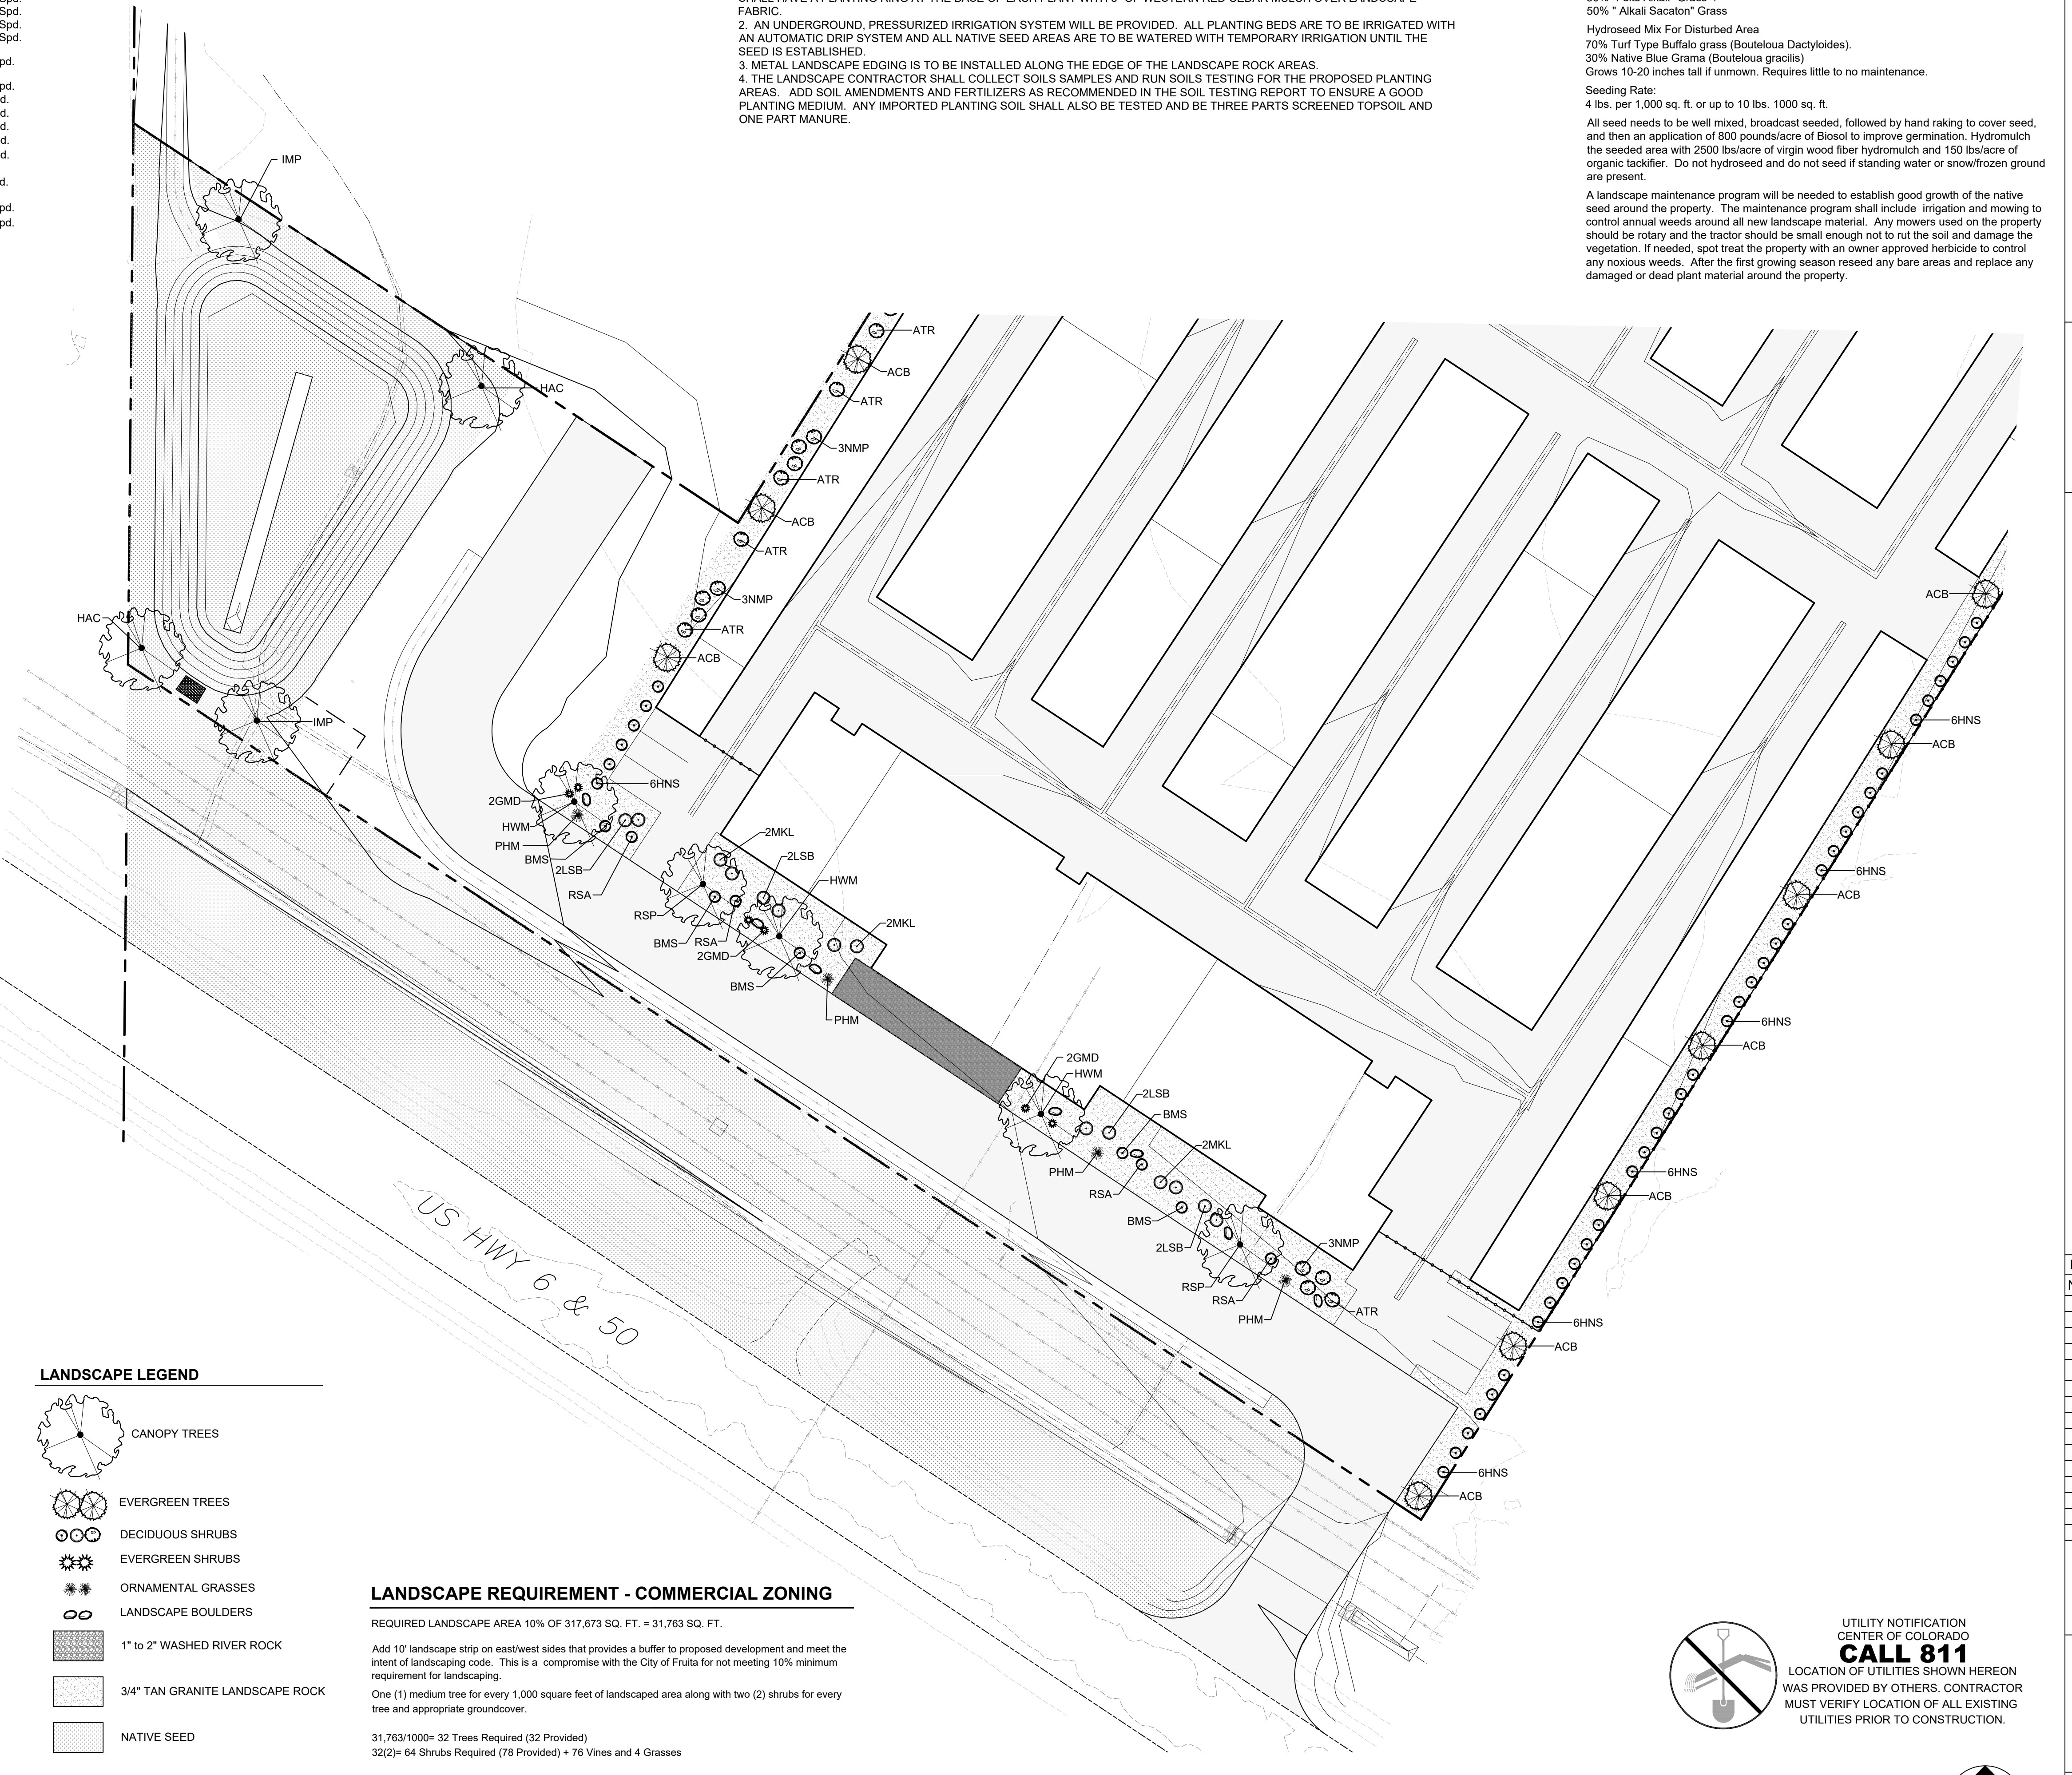 Spd.
Spd.
Spd.
pd.
pd.
d.
d.
d.
d.
d.
d.
pd.
pd.
FABRIC.
2. AN UNDERGROUND, PRESSURIZED IRRIGATION SYSTEM WILL BE PROVIDED. ALL PLANTING BEDS ARE TO BE IRRIGATED WITH
AN AUTOMATIC DRIP SYSTEM AND ALL NATIVE SEED AREAS ARE TO BE WATERED WITH TEMPORARY IRRIGATION UNTIL THE
SEED IS ESTABLISHED.
3. METAL LANDSCAPE EDGING IS TO BE INSTALLED ALONG THE EDGE OF THE LANDSCAPE ROCK AREAS.
4. THE LANDSCAPE CONTRACTOR SHALL COLLECT SOILS SAMPLES AND RUN SOILS TESTING FOR THE PROPOSED PLANTING
AREAS. ADD SOIL AMENDMENTS AND FERTILIZERS AS RECOMMENDED IN THE SOIL TESTING REPORT TO ENSURE A GOOD
PLANTING MEDIUM. ANY IMPORTED PLANTING SOIL SHALL ALSO BE TESTED AND BE THREE PARTS SCREENED TOPSOIL AND
ONE PART MANURE.
50% " Alkali Sacaton" Grass
Hydroseed Mix For Disturbed Area
70% Turf Type Buffalo grass (Bouteloua Dactyloides).
30% Native Blue Grama (Bouteloua gracilis)
Grows 10-20 inches tall if unmown. Requires little to no maintenance.
Seeding Rate:
4 lbs. per 1,000 sq. ft. or up to 10 lbs. 1000 sq. ft.
All seed needs to be well mixed, broadcast seeded, followed by hand raking to cover seed,
and then an application of 800 pounds/acre of Biosol to improve germination. Hydromulch
the seeded area with 2500 lbs/acre of virgin wood fiber hydromulch and 150 lbs/acre of
organic tackifier. Do not hydroseed and do not seed if standing water or snow/frozen ground
are present.
A landscape maintenance program will be needed to establish good growth of the native
seed around the property. The maintenance program shall include irrigation and mowing to
control annual weeds around all new landscape material. Any mowers used on the property
should be rotary and the tractor should be small enough not to rut the soil and damage the
vegetation. If needed, spot treat the property with an owner approved herbicide to control
any noxious weeds. After the first growing season reseed any bare areas and replace any
damaged or dead plant material around the property.
IMP
HAC
HAC
IMP
ATR
ACB
ATR
3NMP
ATR
ACB
ATR
3NMP
ATR
ACB
6HNS
2GMD
HWM
PHM
BMS
2LSB
RSA
2MKL
2LSB
HWM
2MKL
RSP
BMS
RSA
2GMD
BMS
PHM
2GMD
HWM
2LSB
BMS
2MKL
PHM
RSA
BMS
2LSB
3NMP
RSP
RSA
PHM
ATR
ACB
6HNS
ACB
6HNS
ACB
6HNS
ACB
6HNS
ACB
6HNS
ACB
6HNS
ACB
US HWY 6 & 50
LANDSCAPE LEGEND
CANOPY TREES
EVERGREEN TREES
DECIDUOUS SHRUBS
EVERGREEN SHRUBS
ORNAMENTAL GRASSES
LANDSCAPE BOULDERS
1" to 2" WASHED RIVER ROCK
3/4" TAN GRANITE LANDSCAPE ROCK
NATIVE SEED
LANDSCAPE REQUIREMENT - COMMERCIAL ZONING
REQUIRED LANDSCAPE AREA 10% OF 317,673 SQ. FT. = 31,763 SQ. FT.
Add 10' landscape strip on east/west sides that provides a buffer to proposed development and meet the
intent of landscaping code. This is a compromise with the City of Fruita for not meeting 10% minimum
requirement for landscaping.
One (1) medium tree for every 1,000 square feet of landscaped area along with two (2) shrubs for every
tree and appropriate groundcover.
31,763/1000= 32 Trees Required (32 Provided)
32(2)= 64 Shrubs Required (78 Provided) + 76 Vines and 4 Grasses
UTILITY NOTIFICATION
CENTER OF COLORADO
CALL 811
LOCATION OF UTILITIES SHOWN HEREON
WAS PROVIDED BY OTHERS. CONTRACTOR
MUST VERIFY LOCATION OF ALL EXISTING
UTILITIES PRIOR TO CONSTRUCTION.